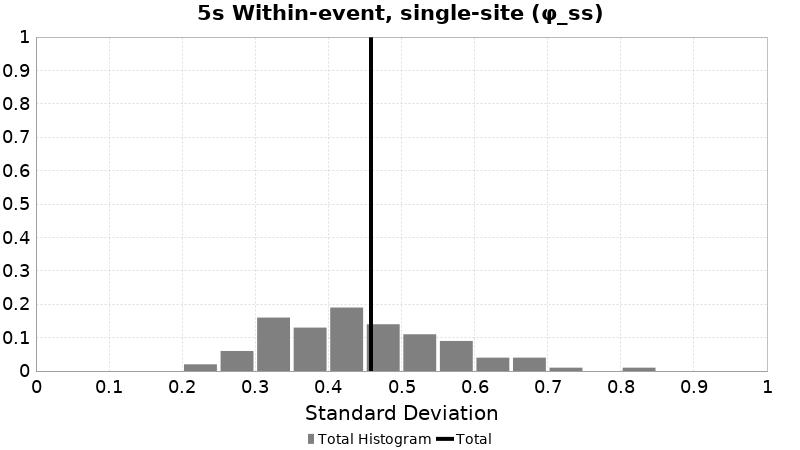 5s Within-event, single-site (φ_ss)
1
0.9
0.8
0.7
0.6
0.5
0.4
0.3
0.2
0.1
0
0 0.1 0.2 0.3 0.4 0.5 0.6 0.7 0.8 0.9 1
Standard Deviation
Total Histogram Total